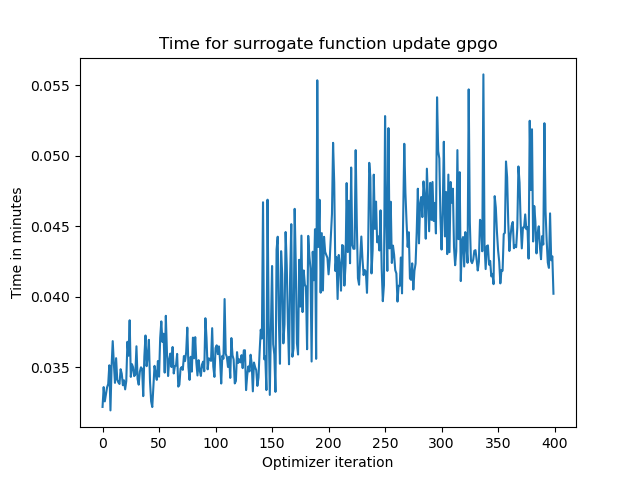 Time for surrogate function update gpgo
0.055
0.050
0.045
0.040
0.035
Time in minutes
0 50 100 150 200 250 300 350 400
Optimizer iteration